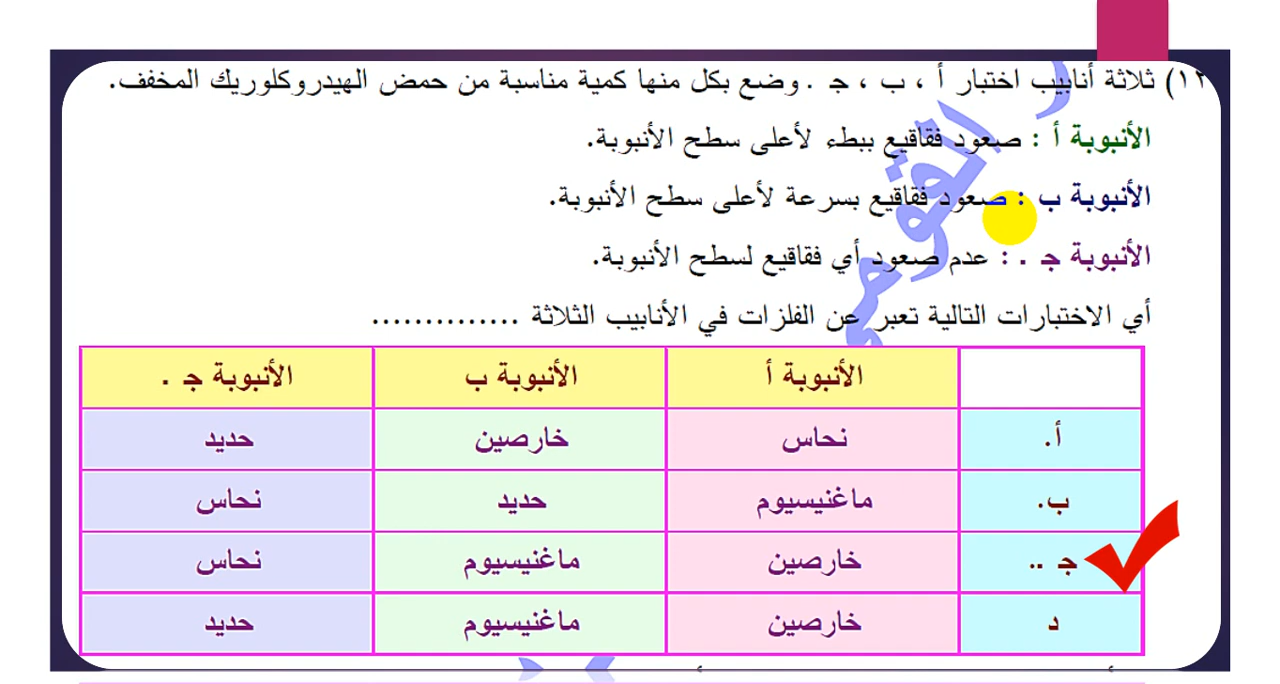 ١٢) ثلاثة أنابيب اختبار أ ، ب ، ج . وضع بكل منها كمية مناسبة من حمض الهيدروكلوريك المخفف.
الأنبوبة أ : صعود فقاقيع ببطء لأعلى سطح الأنبوبة.
الأنبوبة ب : صعود فقاقيع بسرعة لأعلى سطح الأنبوبة.
الأنبوبة ج . : عدم صعود أي فقاقيع لسطح الأنبوبة.
أي الاختبارات التالية تعبر عن الفلزات في الأنابيب الثلاثة ..............
الأنبوبة أ الأنبوبة ب الأنبوبة ج .
أ. نحاس خارصين حديد
ب. ماغنيسيوم حديد نحاس
ج .. خارصين ماغنيسيوم نحاس
د خارصين ماغنيسيوم حديد